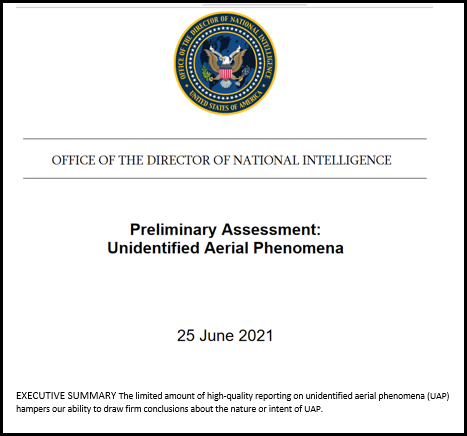 OFFICE OF THE DIRECTOR OF NATIONAL INTELLIGENCE
UNITED STATES OF AMERICA
OFFICE OF THE DIRECTOR OF NATIONAL INTELLIGENCE
Preliminary Assessment:
Unidentified Aerial Phenomena
25 June 2021
EXECUTIVE SUMMARY The limited amount of high-quality reporting on unidentified aerial phenomena (UAP)
hampers our ability to draw firm conclusions about the nature or intent of UAP.